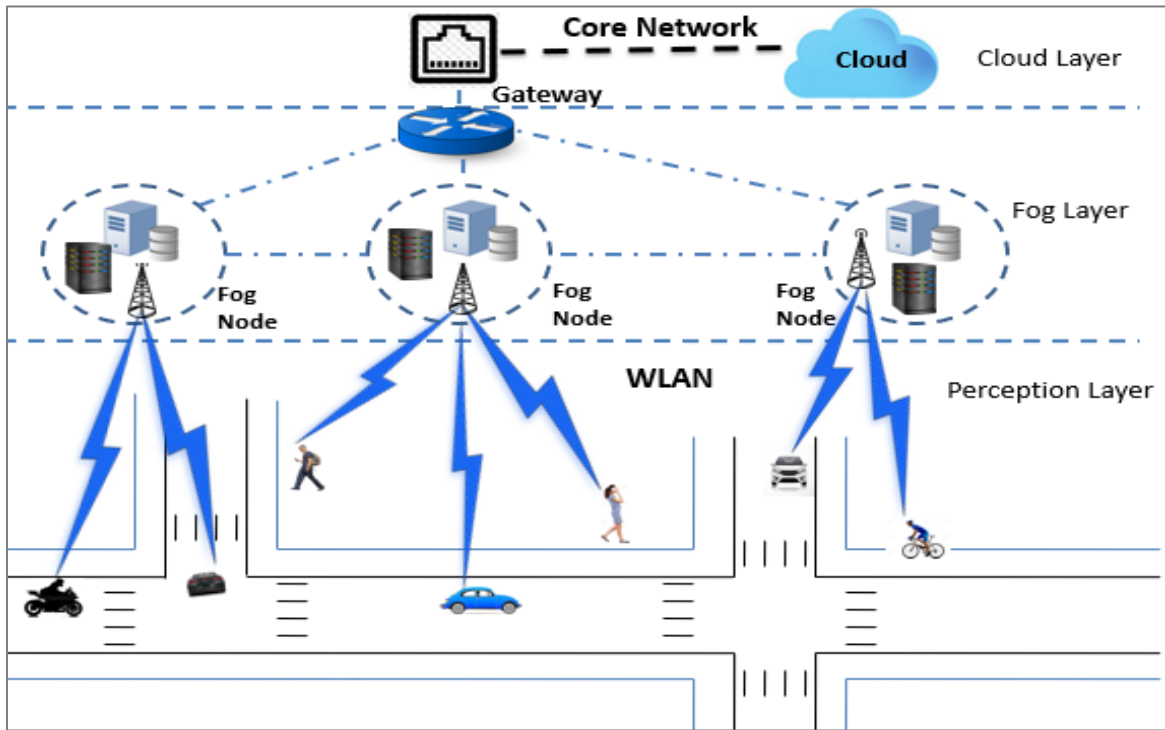 Core Network
Cloud
Cloud Layer
Gateway
Fog Layer
Fog
Node
Fog
Node
Fog
Node
WLAN
Perception Layer